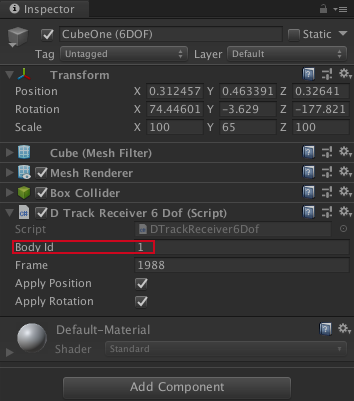 Inspector
CubeOne (6DOF) Static
Tag Untagged Layer Default
Transform
Position X 0.312457 Y 0.463391 Z 0.32641
Rotation X 74.44601 Y -3.629 Z -177.821
Scale X 100 Y 65 Z 100
Cube (Mesh Filter)
Mesh Renderer
Box Collider
D Track Receiver 6 Dof (Script)
Script DTrackReceiver6Dof
Body Id 1
Frame 1988
Apply Position
Apply Rotation
Default-Material
Shader Standard
Add Component